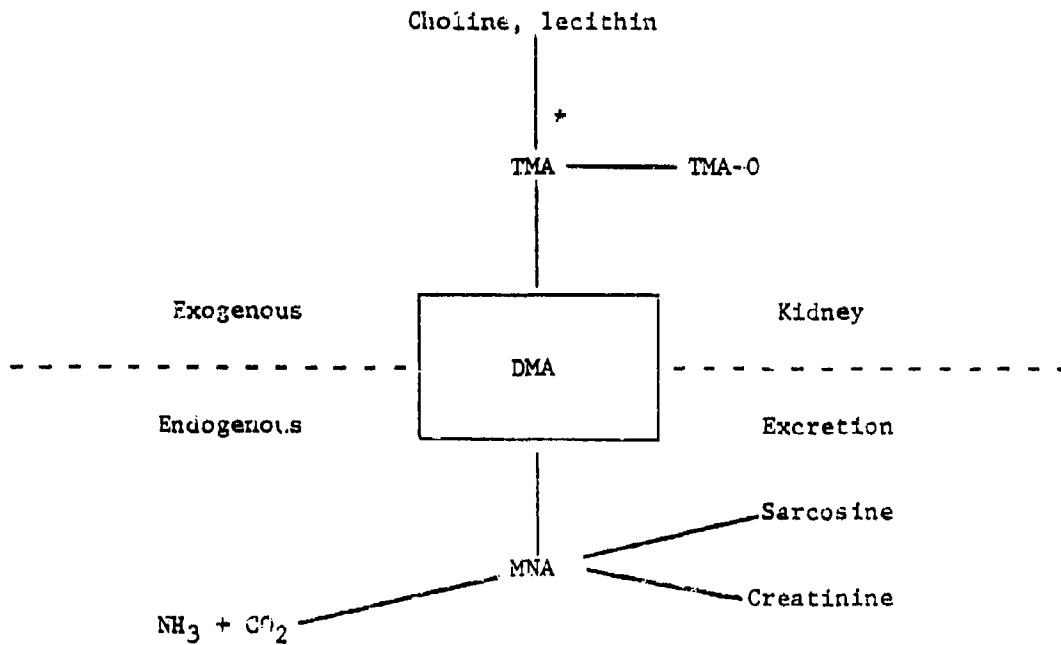 Choline, lecithin
+
TMA TMA-O
Exogenous Kidney
DMA
Endogenous Excretion
Sarcosine
MNA
Creatinine
NH3 + CO2